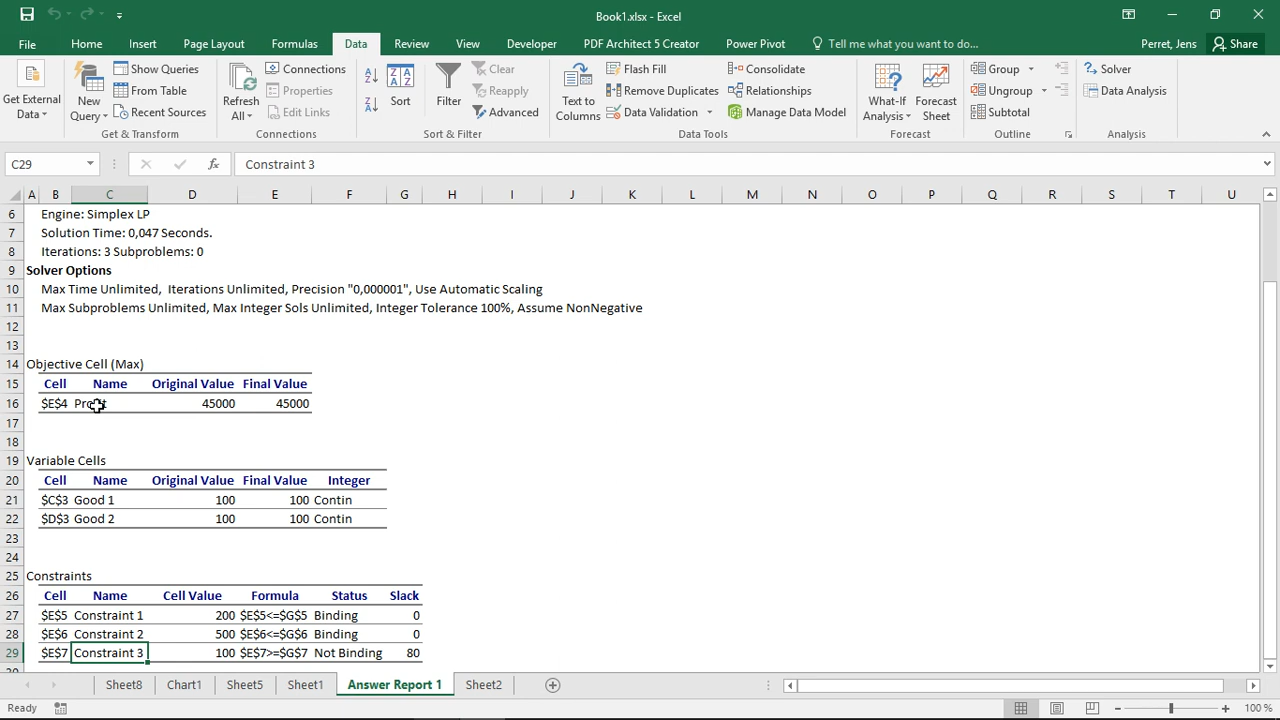 Book1.xlsx - Excel
File Home Insert Page Layout Formulas Data Review View Developer PDF Architect 5 Creator Power Pivot Tell me what you want to do... Perret, Jens Share
Get External Data
New Query
Show Queries
From Table
Recent Sources
Get & Transform
Refresh All
Connections
Properties
Edit Links
Connections
Sort
Filter
Clear
Reapply
Advanced
Sort & Filter
Text to Columns
Flash Fill
Remove Duplicates
Data Validation
Consolidate
Relationships
Manage Data Model
Data Tools
What-If Analysis
Forecast Sheet
Forecast
Group
Ungroup
Subtotal
Outline
Solver
Data Analysis
Analysis
C29 fx Constraint 3
A B C D E F G H I J K L M N O P Q R S T U
6 Engine: Simplex LP
7 Solution Time: 0,047 Seconds.
8 Iterations: 3 Subproblems: 0
9 Solver Options
10 Max Time Unlimited, Iterations Unlimited, Precision "0,000001", Use Automatic Scaling
11 Max Subproblems Unlimited, Max Integer Sols Unlimited, Integer Tolerance 100%, Assume NonNegative
12
13
14 Objective Cell (Max)
15 Cell Name Original Value Final Value
16 $E$4 Profit 45000 45000
17
18
19 Variable Cells
20 Cell Name Original Value Final Value Integer
21 $C$3 Good 1 100 100 Contin
22 $D$3 Good 2 100 100 Contin
23
24
25 Constraints
26 Cell Name Cell Value Formula Status Slack
27 $E$5 Constraint 1 200 $E$5<=$G$5 Binding 0
28 $E$6 Constraint 2 500 $E$6<=$G$6 Binding 0
29 $E$7 Constraint 3 100 $E$7>=$G$7 Not Binding 80
Sheet8 Chart1 Sheet5 Sheet1 Answer Report 1 Sheet2
Ready 100 %